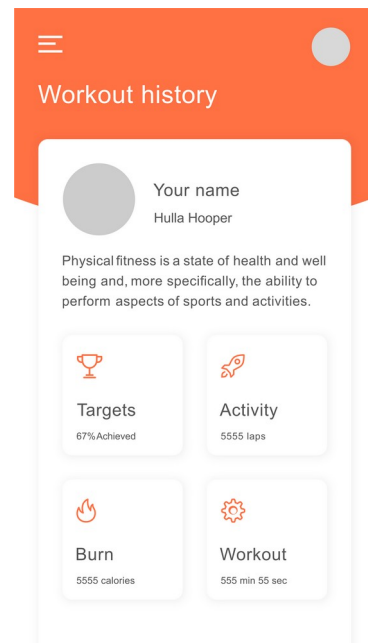 Workout history
Your name
Hulla Hooper
Physical fitness is a state of health and well
being and, more specifically, the ability to
perform aspects of sports and activities.
Targets
67% Achieved
Activity
5555 laps
Burn
5555 calories
Workout
555 min 55 sec